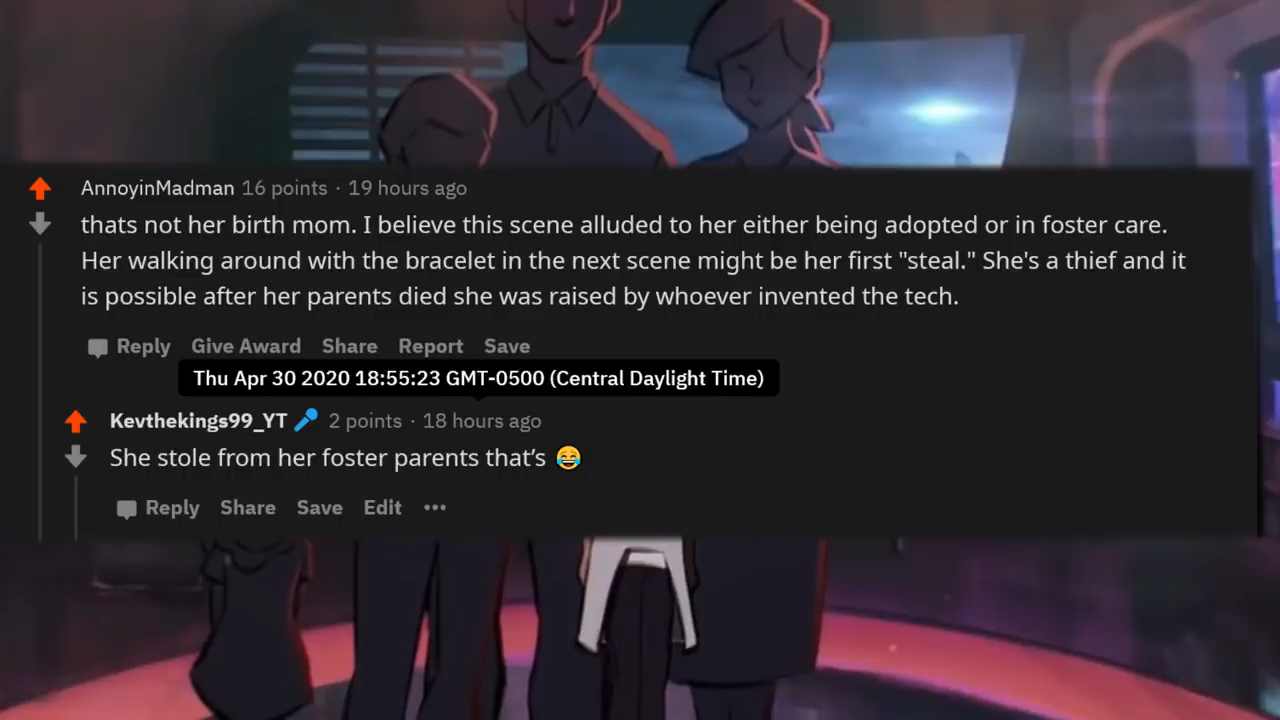 AnnoyinMadman 16 points · 19 hours ago
thats not her birth mom. I believe this scene alluded to her either being adopted or in foster care.
Her walking around with the bracelet in the next scene might be her first "steal." She's a thief and it
is possible after her parents died she was raised by whoever invented the tech.
Reply Give Award Share Report Save
Thu Apr 30 2020 18:55:23 GMT-0500 (Central Daylight Time)
Kevthekings99_YT 🎤 2 points · 18 hours ago
She stole from her foster parents that’s 😂
Reply Share Save Edit •••